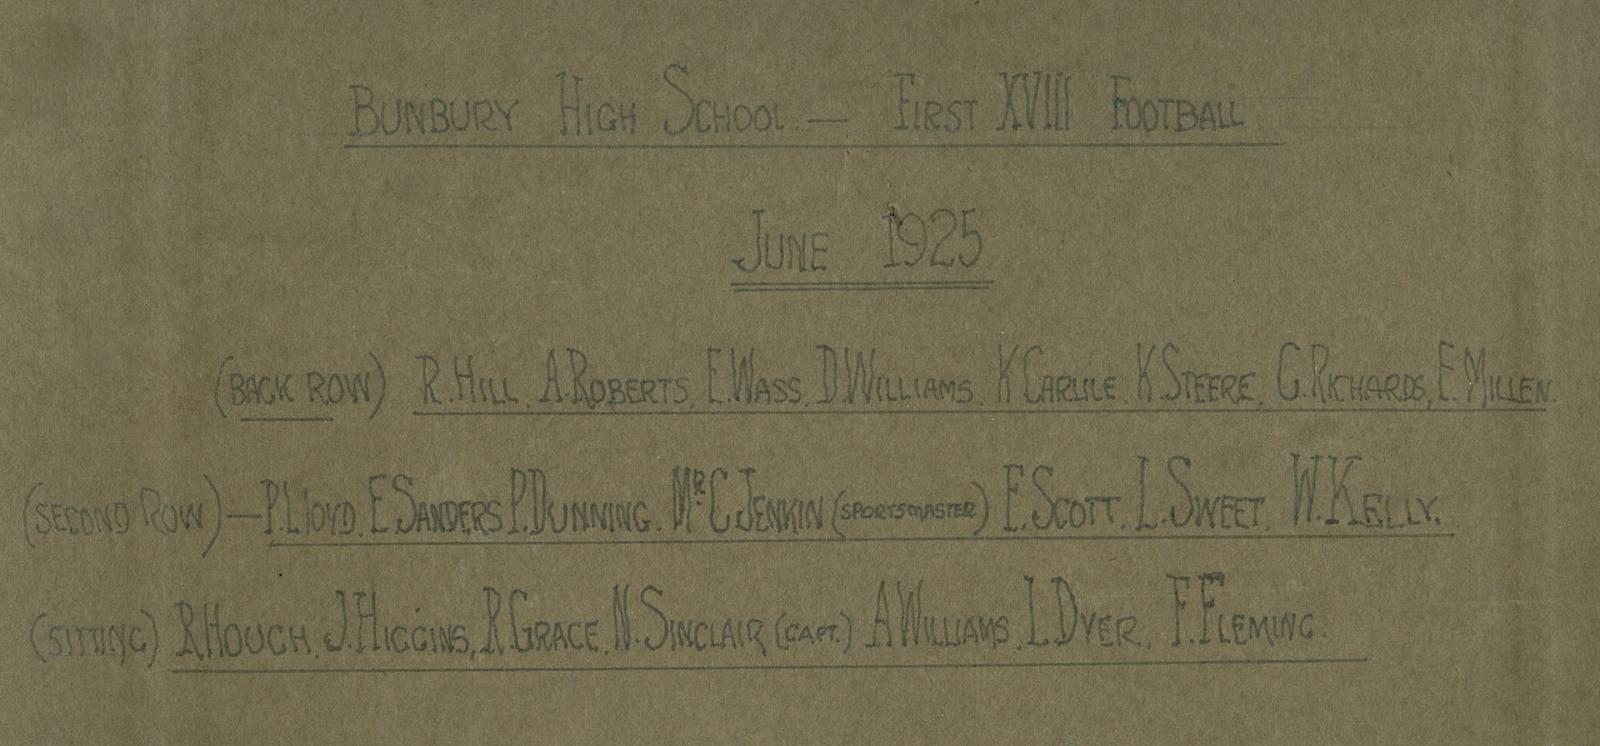 BUNBURY HIGH SCHOOL — FIRST XVIII FOOTBALL
JUNE 1925
(BACK ROW) R. HILL, A. ROBERTS, E. WASS, D. WILLIAMS, K CARLILE, K STEERE, G. RICHARDS, E. MILLEN.
(SECOND ROW) — P. LLOYD, E SANDERS P. DUNNING. MR. C JENKIN (SPORTSMASTER) E. SCOTT. L. SWEET. W. KELLY.
(SITTING) R HOUGH, J. HIGGINS, R. GRACE, N. SINCLAIR (CAPT.) A WILLIAMS, L. DYER, F. FLEMING.